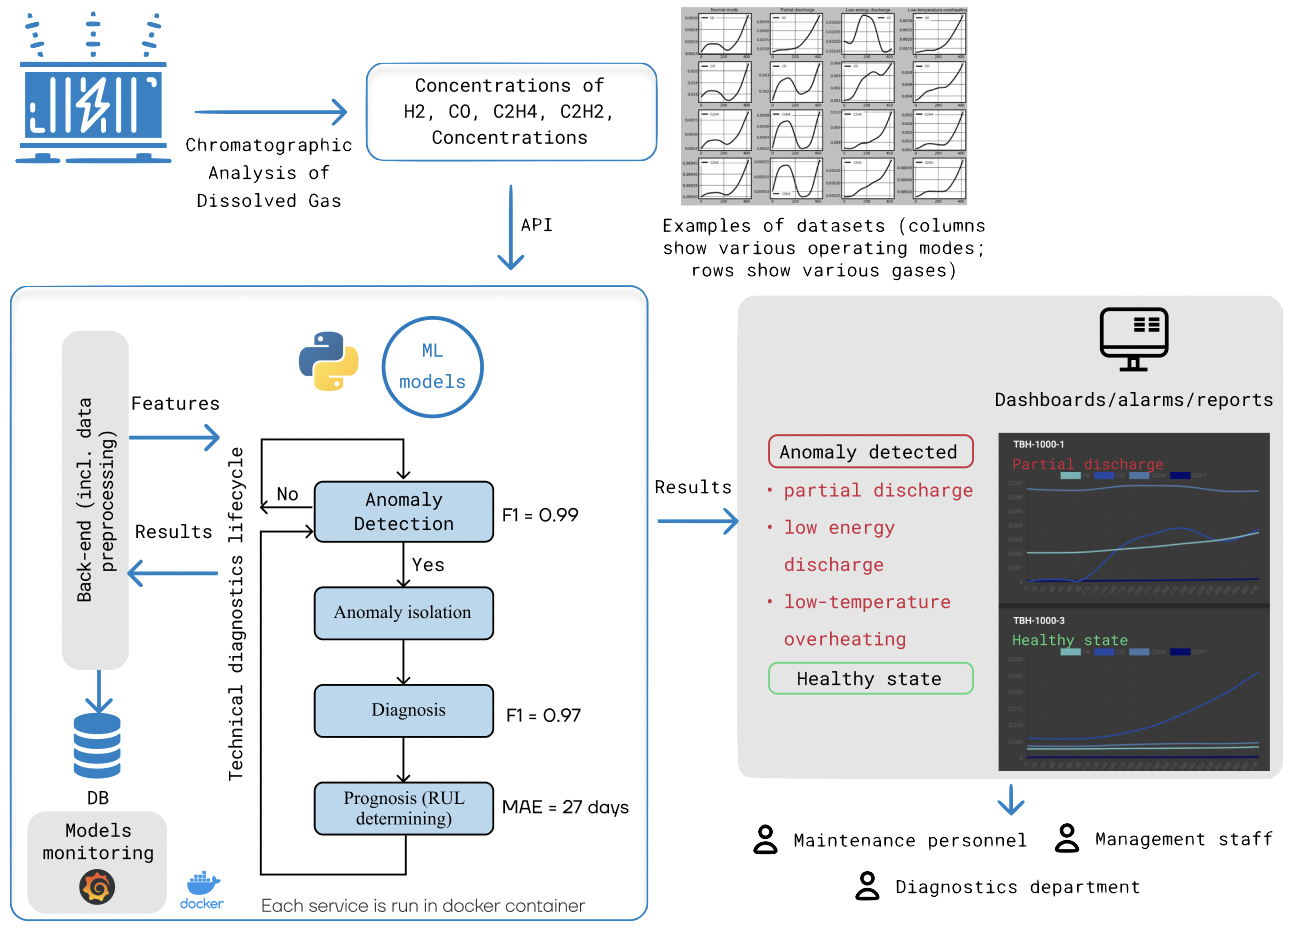 Chromatographic
Analysis of
Dissolved Gas
Concentrations of
H2, CO, C2H4, C2H2,
Concentrations
API
Normal mode
Partial discharge
Low energy discharge
Low-temperature overheating
Examples of datasets (columns
show various operating modes;
rows show various gases)
Back-end (incl. data
preprocessing)
Features
Results
DB
Models
monitoring
docker
Technical diagnostics lifecycle
ML
models
No
Anomaly
Detection
F1 = 0.99
Yes
Anomaly isolation
Diagnosis
F1 = 0.97
Prognosis (RUL
determining)
MAE = 27 days
Each service is run in docker container
Results
Dashboards/alarms/reports
Anomaly detected
• partial discharge
• low energy
discharge
• low-temperature
overheating
Healthy state
TBH-1000-1
Partial discharge
TBH-1000-3
Healthy state
Maintenance personnel
Management staff
Diagnostics department